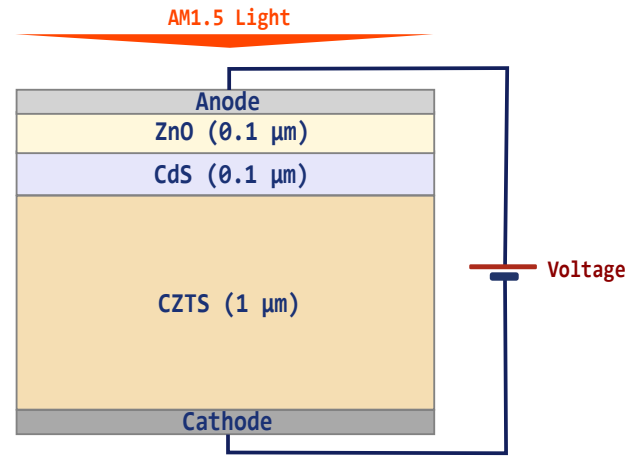 AM1.5 Light
Anode
ZnO (0.1 μm)
CdS (0.1 μm)
Voltage
CZTS (1 μm)
Cathode